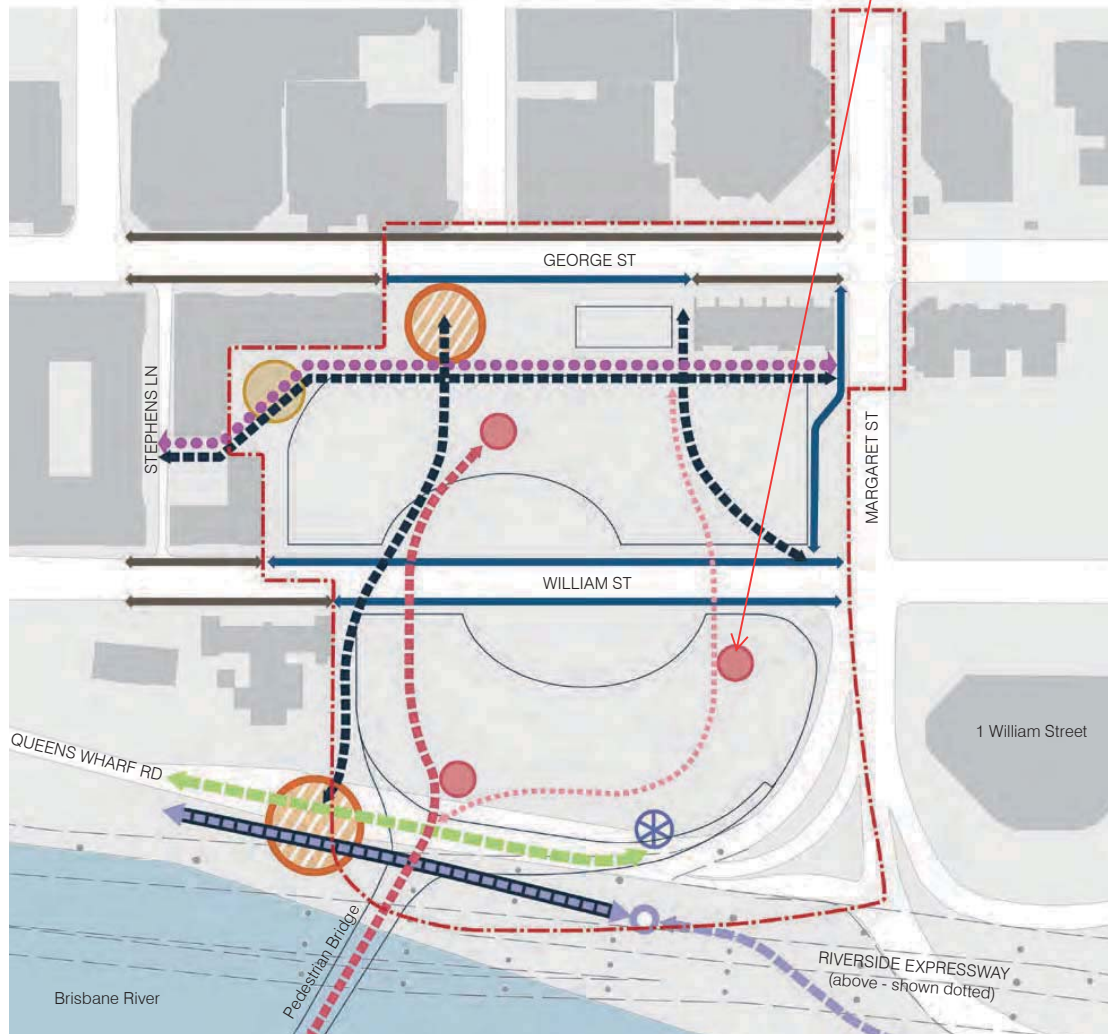 GEORGE ST
STEPHENS LN
MARGARET ST
WILLIAM ST
1 William Street
QUEENS WHARF RD
Pedestrian Bridge
RIVERSIDE EXPRESSWAY
(above - shown dotted)
Brisbane River